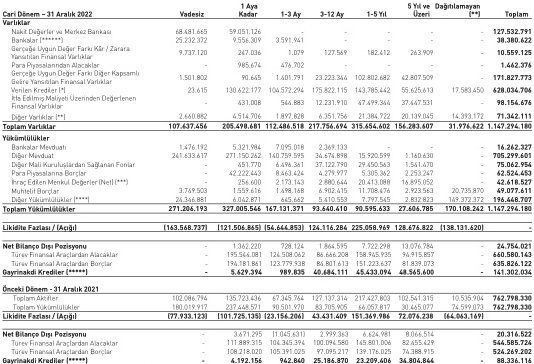 Cari Dönem – 31 Aralık 2022 Vadesiz 1 Aya Kadar 1-3 Ay 3-12 Ay 1-5 Yıl 5 Yıl ve Üzeri Dağıtılamayan (**) Toplam
Varlıklar
Nakit Değerler ve Merkez Bankası 68.481.665 59.051.126 - - - - - 127.532.791
Bankalar (******) 25.232.372 9.556.309 3.591.941 - - - - 38.380.622
Gerçeğe Uygun Değer Farkı Kâr / Zarara Yansıtılan Finansal Varlıklar 9.737.120 247.036 1.079 127.569 182.412 263.909 - 10.559.125
Para Piyasalarından Alacaklar - 985.674 476.702 - - - - 1.462.376
Gerçeğe Uygun Değer Farkı Diğer Kapsamlı Gelire Yansıtılan Finansal Varlıklar 1.501.802 90.645 1.401.791 23.223.344 102.802.682 42.807.509 - 171.827.773
Verilen Krediler (*) 23.615 130.622.177 104.572.294 175.822.115 143.785.442 55.625.613 17.583.450 628.034.706
İtfa Edilmiş Maliyeti Üzerinden Değerlenen Finansal Varlıklar - 431.008 544.883 12.231.910 47.499.344 37.447.531 - 98.154.676
Diğer Varlıklar (**) 2.660.882 4.514.706 1.897.828 6.351.756 21.384.722 20.139.045 14.393.172 71.342.111
Toplam Varlıklar 107.637.456 205.498.681 112.486.518 217.756.694 315.654.602 156.283.607 31.976.622 1.147.294.180
Yükümlülükler
Bankalar Mevduatı 1.476.192 5.321.984 7.095.018 2.369.133 - - - 16.262.327
Diğer Mevduat 241.633.617 271.150.262 140.759.395 34.674.898 15.920.599 1.160.630 - 705.299.601
Diğer Mali Kuruluşlardan Sağlanan Fonlar - 451.770 6.496.361 37.122.790 29.450.563 1.541.470 - 75.062.954
Para Piyasalarına Borçlar - 42.222.443 8.463.424 4.279.977 5.305.362 2.253.247 - 62.524.453
İhraç Edilen Menkul Değerler (Net) (***) - 256.600 2.173.143 2.880.644 20.413.088 16.895.052 - 42.618.527
Muhtelif Borçlar 3.749.503 1.559.616 1.498.168 6.902.415 11.708.476 2.923.563 20.735.870 49.077.611
Diğer Yükümlülükler (****) 24.346.881 6.042.871 645.662 5.410.553 7.797.545 2.832.823 149.372.372 196.448.707
Toplam Yükümlülükler 271.206.193 327.005.546 167.131.371 93.640.410 90.595.633 27.606.785 170.108.242 1.147.294.180
Likidite Fazlası / (Açığı) (163.568.737) (121.506.865) (54.644.853) 124.116.284 225.058.969 128.676.822 (138.131.620) -
Net Bilanço Dışı Pozisyonu - 1.362.220 728.124 1.864.595 7.722.298 13.076.784 - 24.754.021
Türev Finansal Araçlardan Alacaklar - 195.544.081 124.508.062 86.666.208 158.945.935 94.915.857 - 660.580.143
Türev Finansal Araçlardan Borçlar - 194.181.861 123.779.938 84.801.613 151.223.637 81.839.073 - 635.826.122
Gayrinakdi Krediler (*****) - 5.629.394 989.835 40.684.111 45.433.094 48.565.600 - 141.302.034
Önceki Dönem - 31 Aralık 2021
Toplam Aktifler 102.086.794 135.723.436 67.345.764 127.137.314 217.427.803 102.541.315 10.535.904 762.798.330
Toplam Yükümlülükler 180.019.917 237.448.571 90.501.970 83.705.905 66.057.817 30.465.077 74.599.073 762.798.330
Likidite Fazlası / (Açığı) (77.933.123) (101.725.135) (23.156.206) 43.431.409 151.369.986 72.076.238 (64.063.169) -
Net Bilanço Dışı Pozisyonu - 3.671.295 (1.045.631) 2.999.363 6.624.981 8.066.514 - 20.316.522
Türev Finansal Araçlardan Alacaklar - 111.889.315 104.345.394 100.094.580 145.801.006 82.455.429 - 544.585.724
Türev Finansal Araçlardan Borçlar - 108.218.020 105.391.025 97.095.217 139.176.025 74.388.915 - 524.269.202
Gayrinakdi Krediler (*****) - 4.192.156 942.840 25.186.870 23.209.406 34.804.844 - 88.336.116